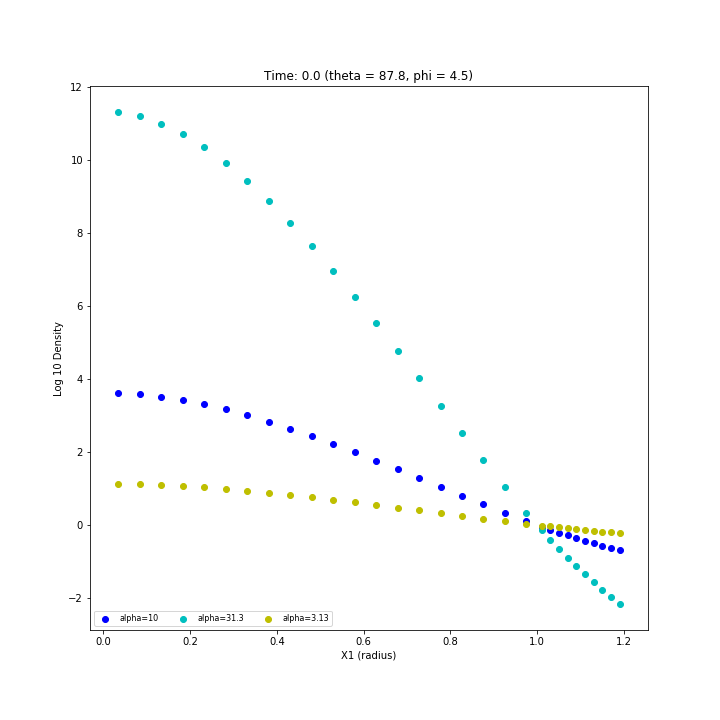 Time: 0.0 (theta = 87.8, phi = 4.5)
12
10
8
6
4
2
0
−2
Log 10 Density
alpha=10 alpha=31.3 alpha=3.13
0.0 0.2 0.4 0.6 0.8 1.0 1.2
X1 (radius)